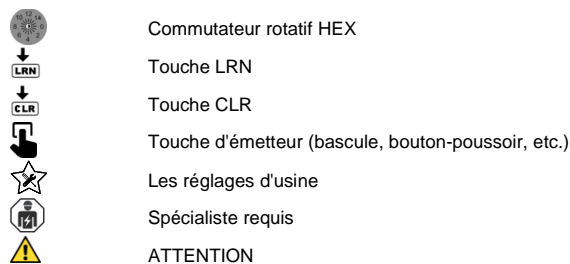 Commutateur rotatif HEX
LRN Touche LRN
CLR Touche CLR
Touche d'émetteur (bascule, bouton-poussoir, etc.)
Les réglages d'usine
Spécialiste requis
ATTENTION